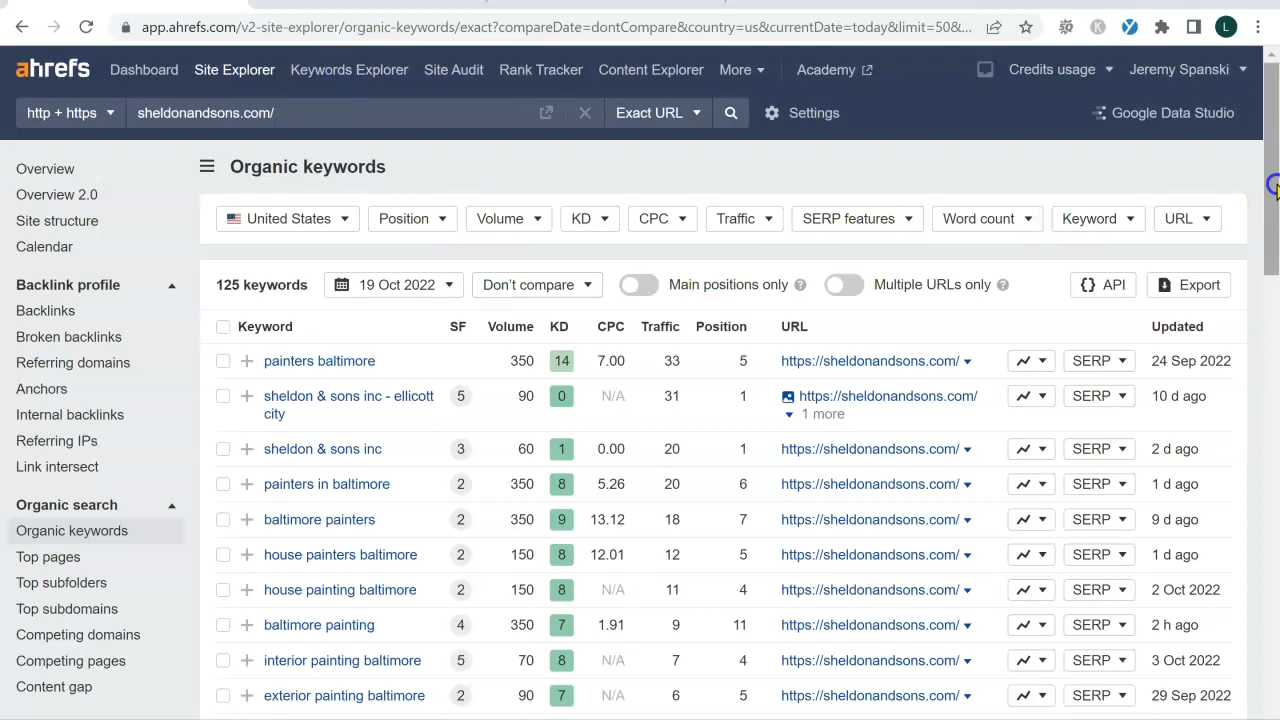 app.ahrefs.com/v2-site-explorer/organic-keywords/exact?compareDate=dontCompare&country=us&currentDate=today&limit=50&...
L
ahrefs Dashboard Site Explorer Keywords Explorer Site Audit Rank Tracker Content Explorer More Academy Credits usage Jeremy Spanski
http + https sheldonandsons.com/ Exact URL Settings Google Data Studio
Overview
Overview 2.0
Site structure
Calendar
Backlink profile
Backlinks
Broken backlinks
Referring domains
Anchors
Internal backlinks
Referring IPs
Link intersect
Organic search
Organic keywords
Top pages
Top subfolders
Top subdomains
Competing domains
Competing pages
Content gap
Organic keywords
United States Position Volume KD CPC Traffic SERP features Word count Keyword URL
125 keywords 19 Oct 2022 Don't compare Main positions only ? Multiple URLs only ? {} API Export
Keyword SF Volume KD CPC Traffic Position URL Updated
painters baltimore 350 14 7.00 33 5 https://sheldonandsons.com/ SERP 24 Sep 2022
sheldon & sons inc - ellicott 5 90 0 N/A 31 1 https://sheldonandsons.com/ SERP 10 d ago
city 1 more
sheldon & sons inc 3 60 1 0.00 20 1 https://sheldonandsons.com/ SERP 2 d ago
painters in baltimore 2 350 8 5.26 20 6 https://sheldonandsons.com/ SERP 1 d ago
baltimore painters 2 350 9 13.12 18 7 https://sheldonandsons.com/ SERP 9 d ago
house painters baltimore 2 150 8 12.01 12 5 https://sheldonandsons.com/ SERP 1 d ago
house painting baltimore 2 150 8 N/A 11 4 https://sheldonandsons.com/ SERP 2 Oct 2022
baltimore painting 4 350 7 1.91 9 11 https://sheldonandsons.com/ SERP 2 h ago
interior painting baltimore 5 70 8 N/A 7 4 https://sheldonandsons.com/ SERP 3 Oct 2022
exterior painting baltimore 2 90 7 N/A 6 5 https://sheldonandsons.com/ SERP 29 Sep 2022